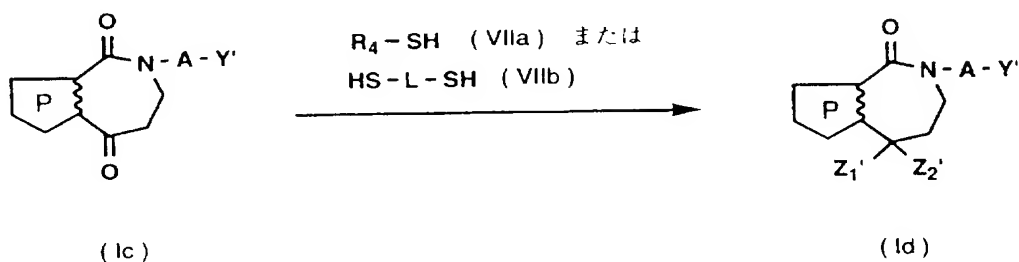 O
N-A-Y'
P
O
(Ic)
R₄-SH (VIIa) または
HS-L-SH (VIIb)
O
N-A-Y'
P
Z₁' Z₂'
(Id)